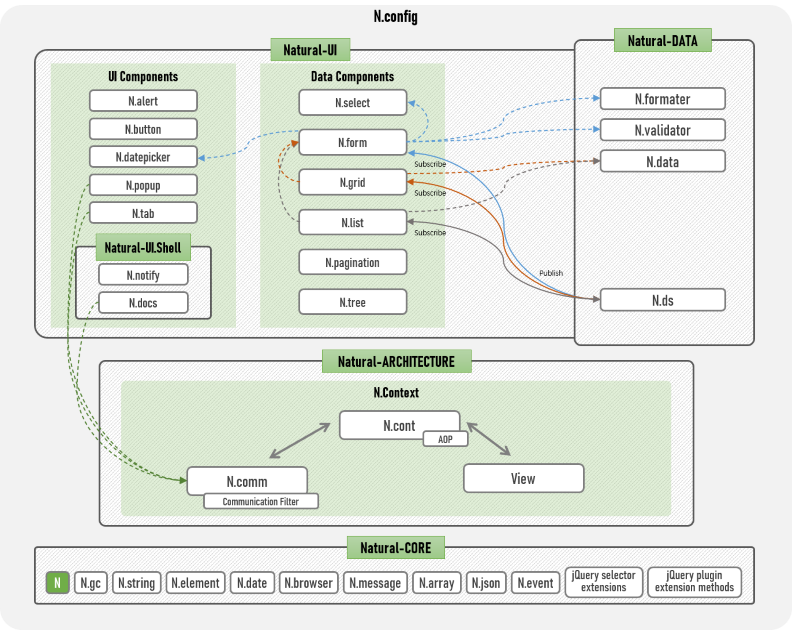 N.config
Natural-UI
Natural-DATA
UI Components
N.alert
N.button
N.datepicker
N.popup
N.tab
Natural-UI.Shell
N.notify
N.docs
Data Components
N.select
N.form
N.grid
N.list
N.pagination
N.tree
Subscribe
Subscribe
Subscribe
Publish
N.formater
N.validator
N.data
N.ds
Natural-ARCHITECTURE
N.Context
N.cont
AOP
N.comm
Communication Filter
View
Natural-CORE
N
N.gc
N.string
N.element
N.date
N.browser
N.message
N.array
N.json
N.event
jQuery selector
extensions
jQuery plugin
extension methods